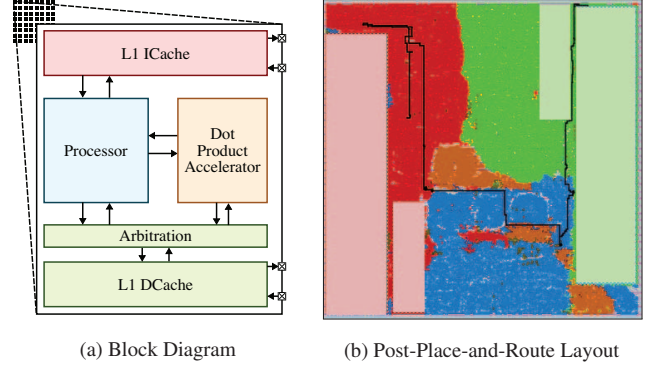 L1 ICache
Processor
Dot
Product
Accelerator
Arbitration
L1 DCache
(a) Block Diagram
(b) Post-Place-and-Route Layout